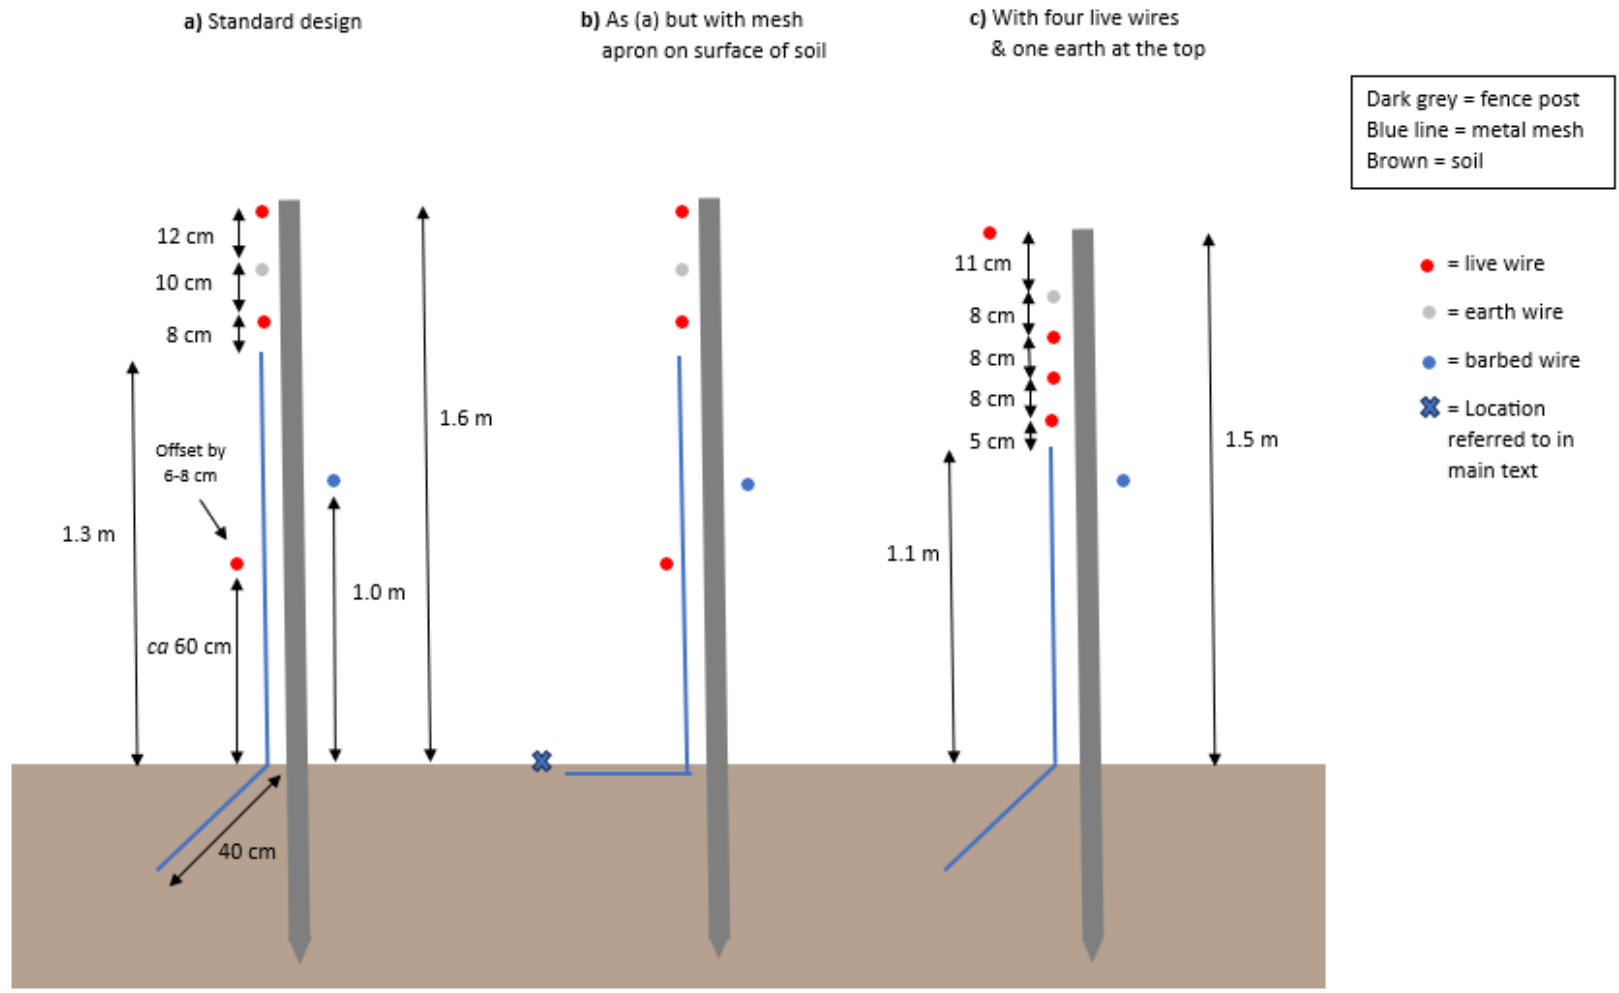 a) Standard design
b) As (a) but with mesh
apron on surface of soil
c) With four live wires
& one earth at the top
Dark grey = fence post
Blue line = metal mesh
Brown = soil
12 cm
10 cm
8 cm
1.3 m
Offset by
6-8 cm
ca 60 cm
1.0 m
1.6 m
40 cm
11 cm
8 cm
8 cm
8 cm
5 cm
1.1 m
1.5 m
= live wire
= earth wire
= barbed wire
= Location
referred to in
main text